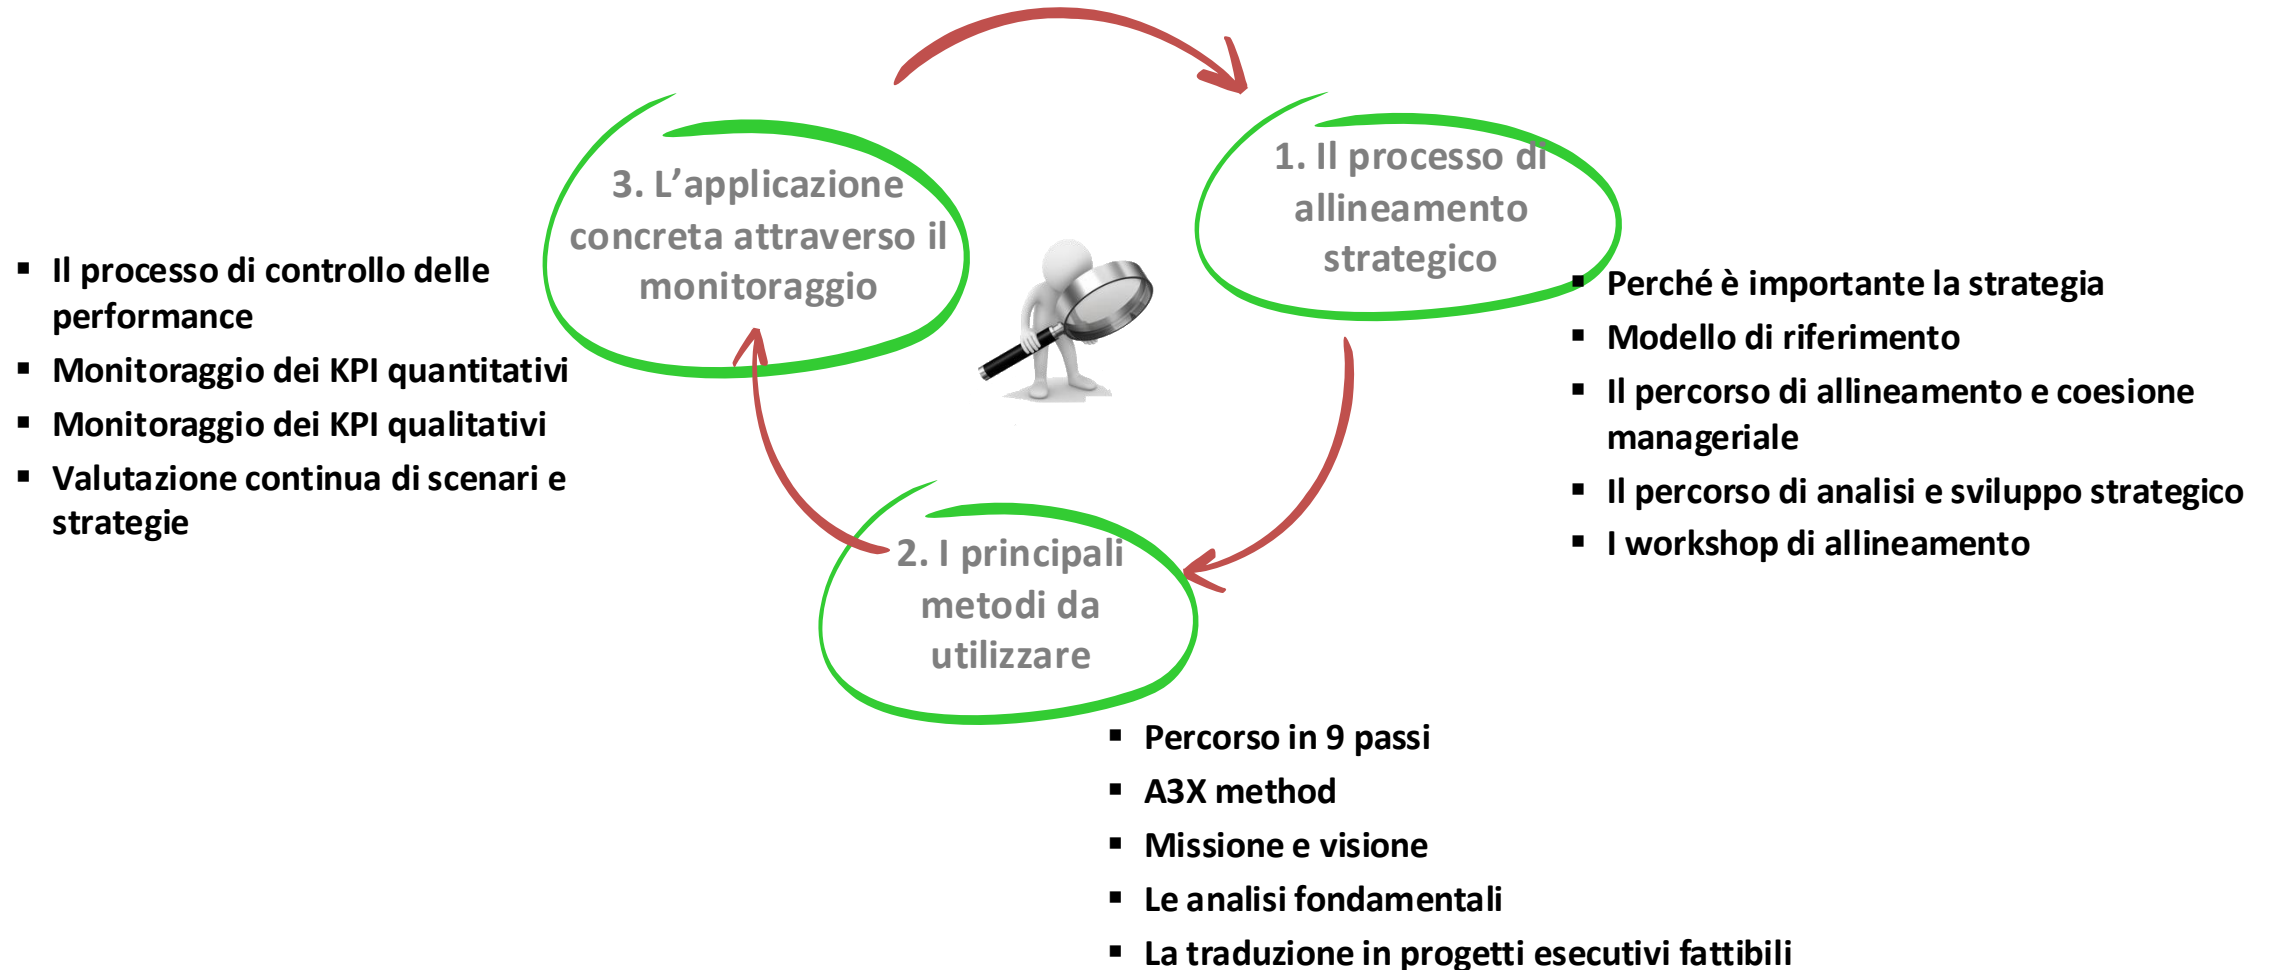 3. L’applicazione
concreta attraverso il
monitoraggio
1. Il processo di
allineamento
strategico
▪ Il processo di controllo delle
performance
▪ Monitoraggio dei KPI quantitativi
▪ Monitoraggio dei KPI qualitativi
▪ Valutazione continua di scenari e
strategie
▪ Perché è importante la strategia
▪ Modello di riferimento
▪ Il percorso di allineamento e coesione
manageriale
▪ Il percorso di analisi e sviluppo strategico
▪ I workshop di allineamento
2. I principali
metodi da
utilizzare
▪ Percorso in 9 passi
▪ A3X method
▪ Missione e visione
▪ Le analisi fondamentali
▪ La traduzione in progetti esecutivi fattibili